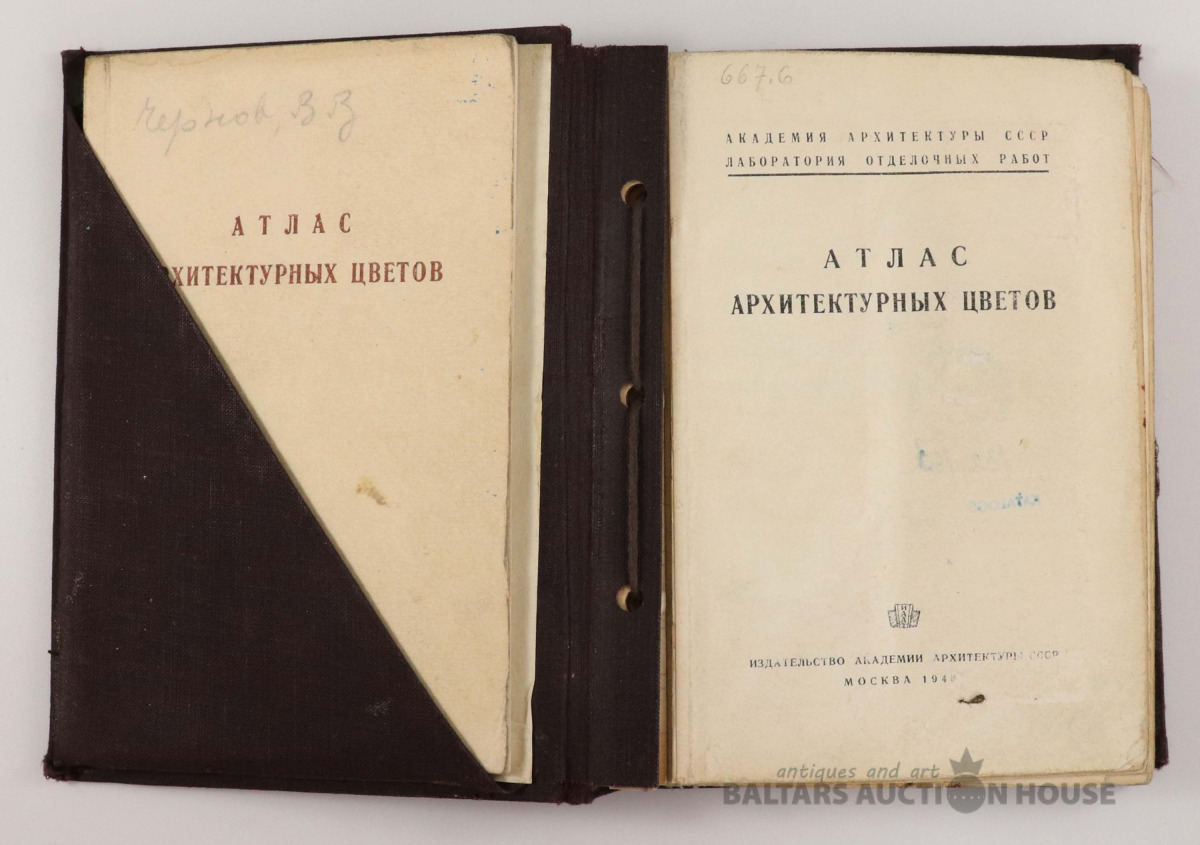 Чернов, В В
АТЛАС
ХИТЕКТУРНЫХ ЦВЕТОВ
667.6
АКАДЕМИЯ АРХИТЕКТУРЫ СССР
ЛАБОРАТОРИЯ ОТДЕЛОЧНЫХ РАБОТ
АТЛАС
АРХИТЕКТУРНЫХ ЦВЕТОВ
ИЗДАТЕЛЬСТВО АКАДЕМИИ АРХИТЕКТУРЫ СССР
МОСКВА
antiques and art
BALTARS AUCTION HOUSE